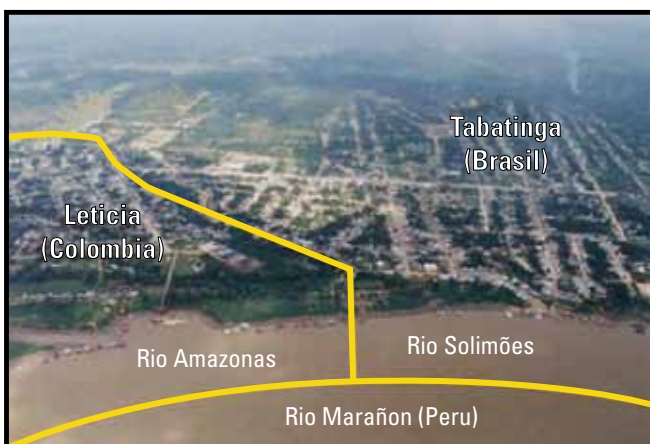 Tabatinga
(Brasil)
Leticia
(Colombia)
Rio Solimões
Rio Amazonas
Rio Marañon (Peru)